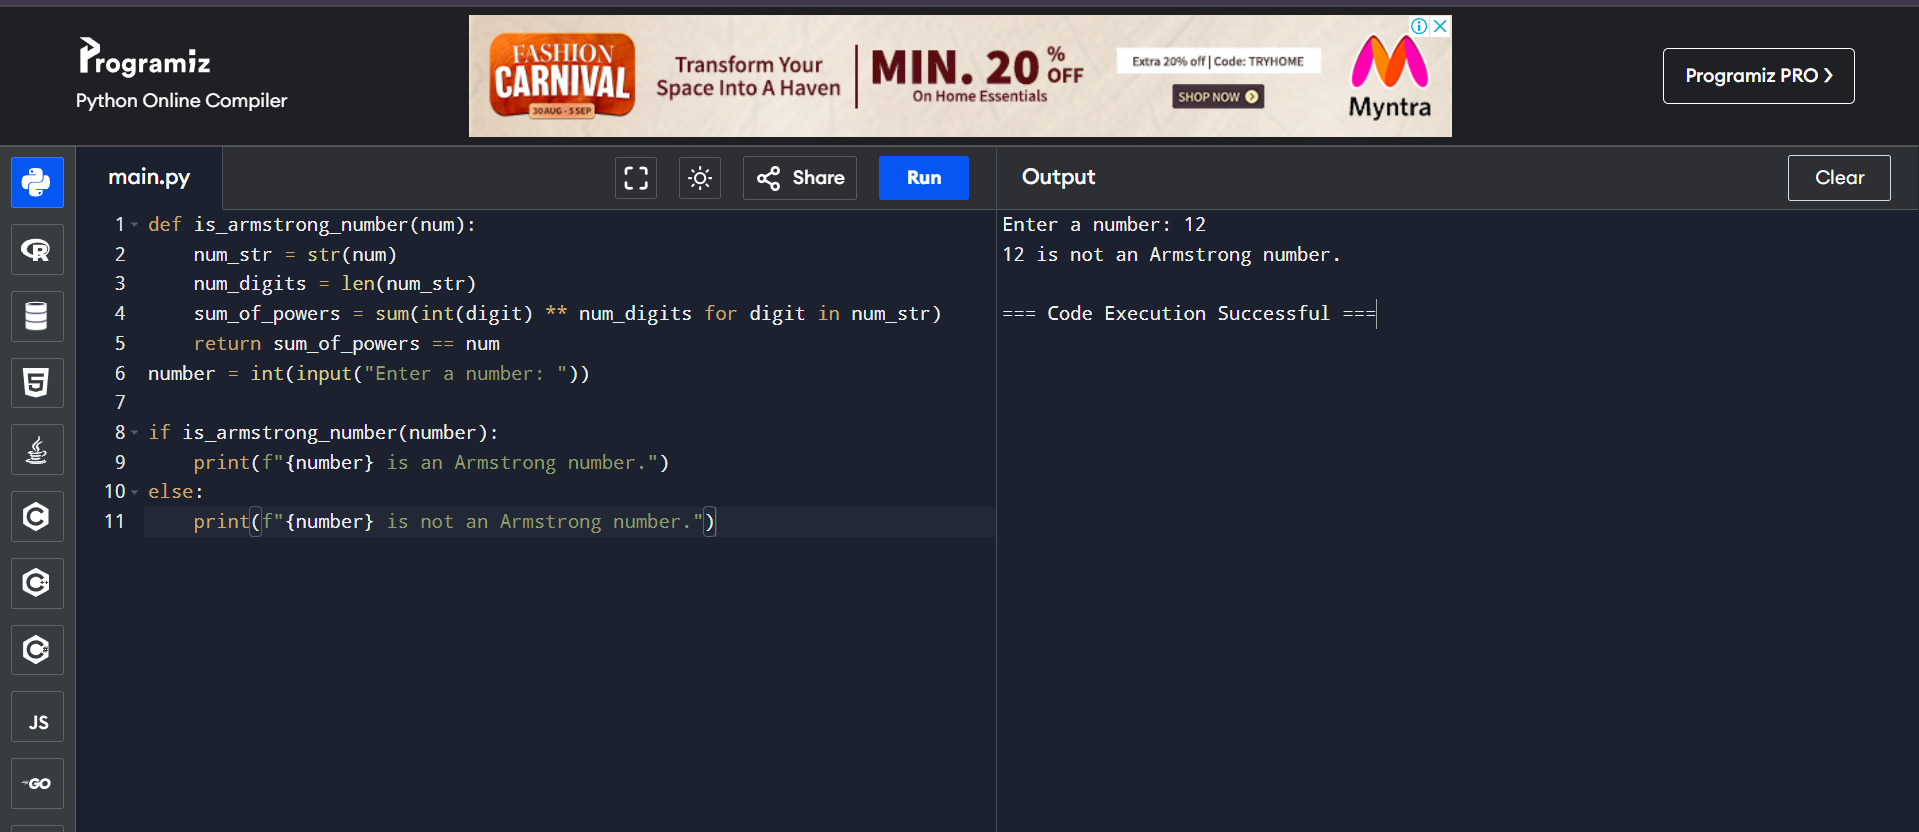 Programiz
Python Online Compiler
FASHION
CARNIVAL
30 AUG - 5 SEP
Transform Your
Space Into A Haven
MIN. 20% OFF
On Home Essentials
Extra 20% off | Code: TRYHOME
SHOP NOW
Myntra
Programiz PRO
main.py
Share
Run
Output
Clear
1 def is_armstrong_number(num):
2     num_str = str(num)
3     num_digits = len(num_str)
4     sum_of_powers = sum(int(digit) ** num_digits for digit in num_str)
5     return sum_of_powers == num
6 number = int(input("Enter a number: "))
7
8 if is_armstrong_number(number):
9     print(f"{number} is an Armstrong number.")
10 else:
11     print(f"{number} is not an Armstrong number.")
Enter a number: 12
12 is not an Armstrong number.
=== Code Execution Successful ===
R
5
C
C++
C#
JS
GO